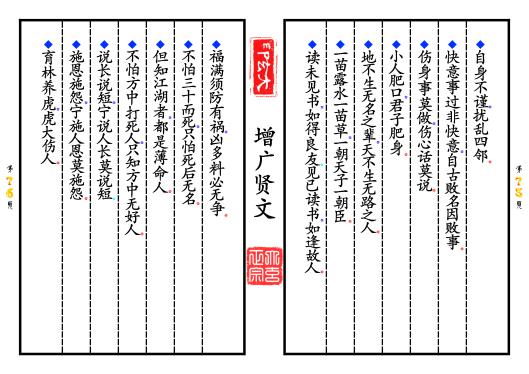 自身不谨扰乱四邻。
快意事过非快意自古败名因败事。
伤身事莫做伤心话莫说。
小人肥口君子肥身。
地不生无名之辈天不生无路之人。
一苗露水一苗草一朝天子一朝臣。
读未见书如得良友见已读书如逢故人。
增广贤文
福满须防有祸凶多料必无争。
不怕三十而死只怕死后无名。
但知江湖者都是薄命人。
不怕方中打死人只知方中无好人。
说长说短宁说人长莫说短。
施恩施怨宁施人恩莫施怨。
育林养虎虎大伤人。